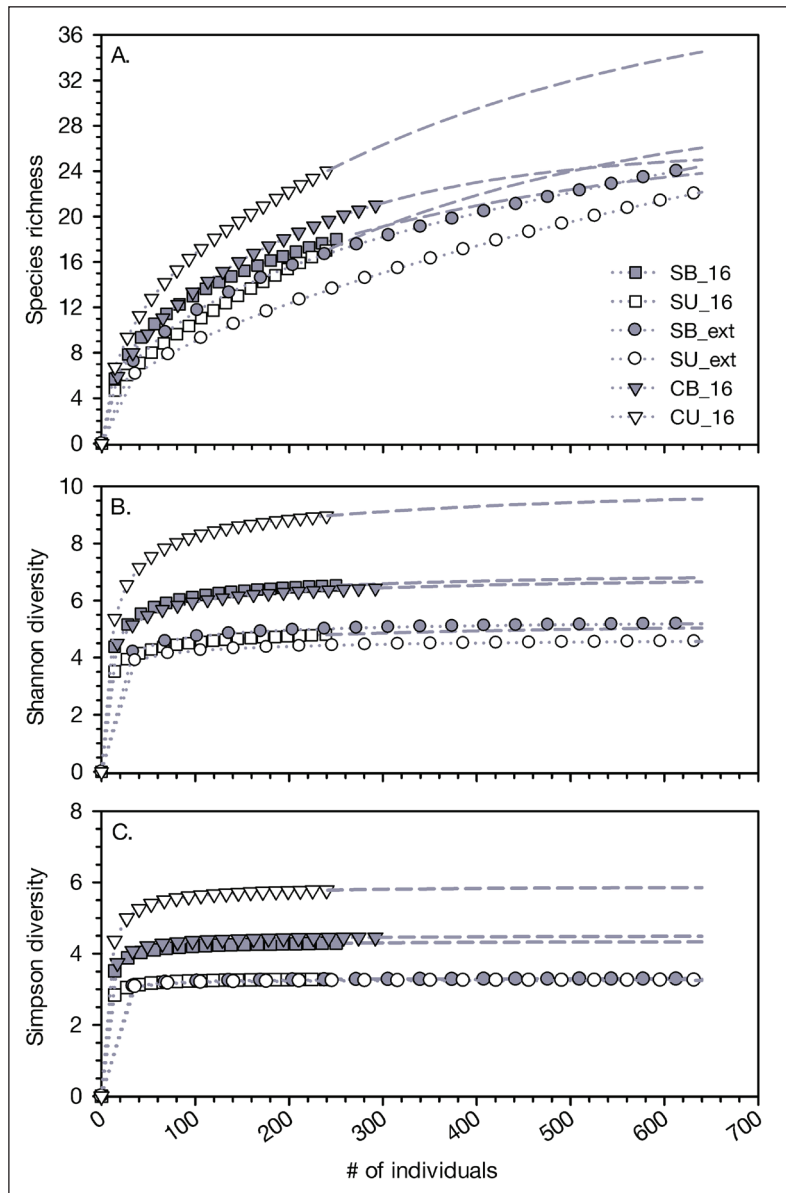 A.
Species richness
36
32
28
24
20
16
12
8
4
0
SB_16
SU_16
SB_ext
SU_ext
CB_16
CU_16
B.
Shannon diversity
10
8
6
4
2
0
C.
Simpson diversity
8
6
4
2
0
0 100 200 300 400 500 600 700
# of individuals